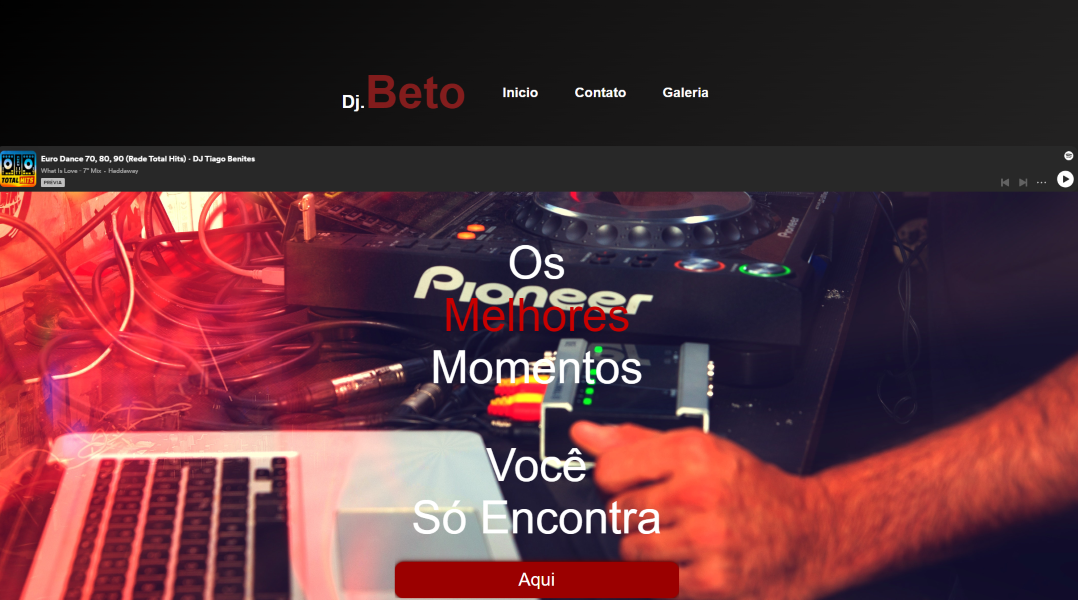 Dj.Beto
Inicio
Contato
Galeria
Euro Dance 70, 80, 90 (Rede Total Hits) - DJ Tiago Benites
What Is Love - 7" Mix - Haddaway
PRÉVIA
TOTAL HITS
Pioneer
Pioneer
Os
Melhores
Momentos
Você
Só Encontra
Aqui